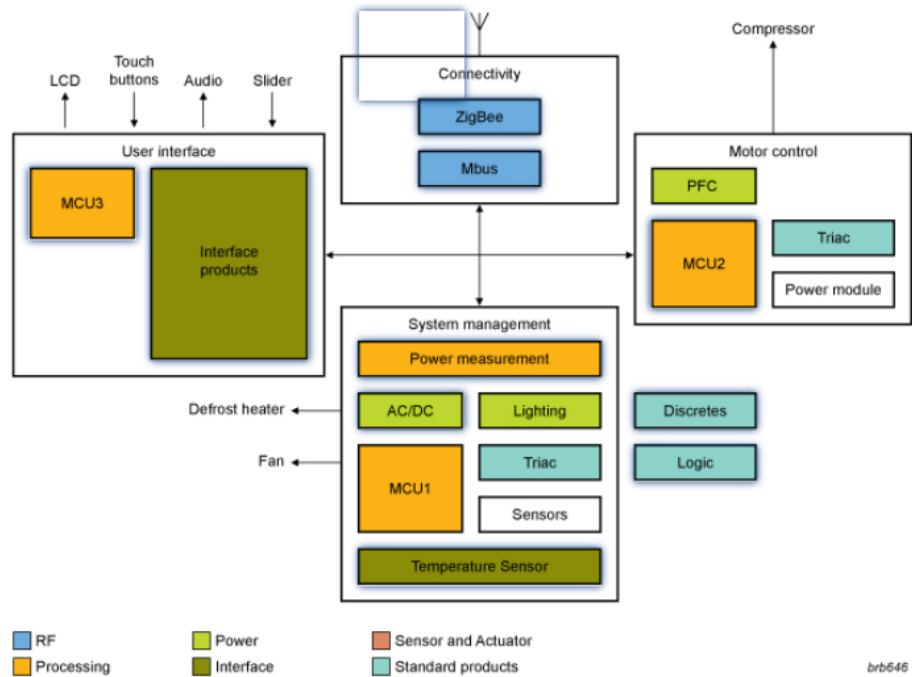 Compressor
LCD
Touch
buttons
Audio
Slider
Connectivity
ZigBee
Mbus
User interface
MCU3
Interface
products
Motor control
PFC
MCU2
Triac
Power module
System management
Power measurement
Defrost heater
AC/DC
Lighting
Discretes
Fan
MCU1
Triac
Logic
Sensors
Temperature Sensor
RF
Power
Sensor and Actuator
Processing
Interface
Standard products
brb646